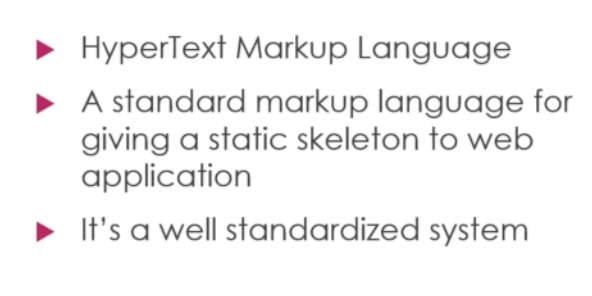 HyperText Markup Language
A standard markup language for
giving a static skeleton to web
application
It's a well standardized system